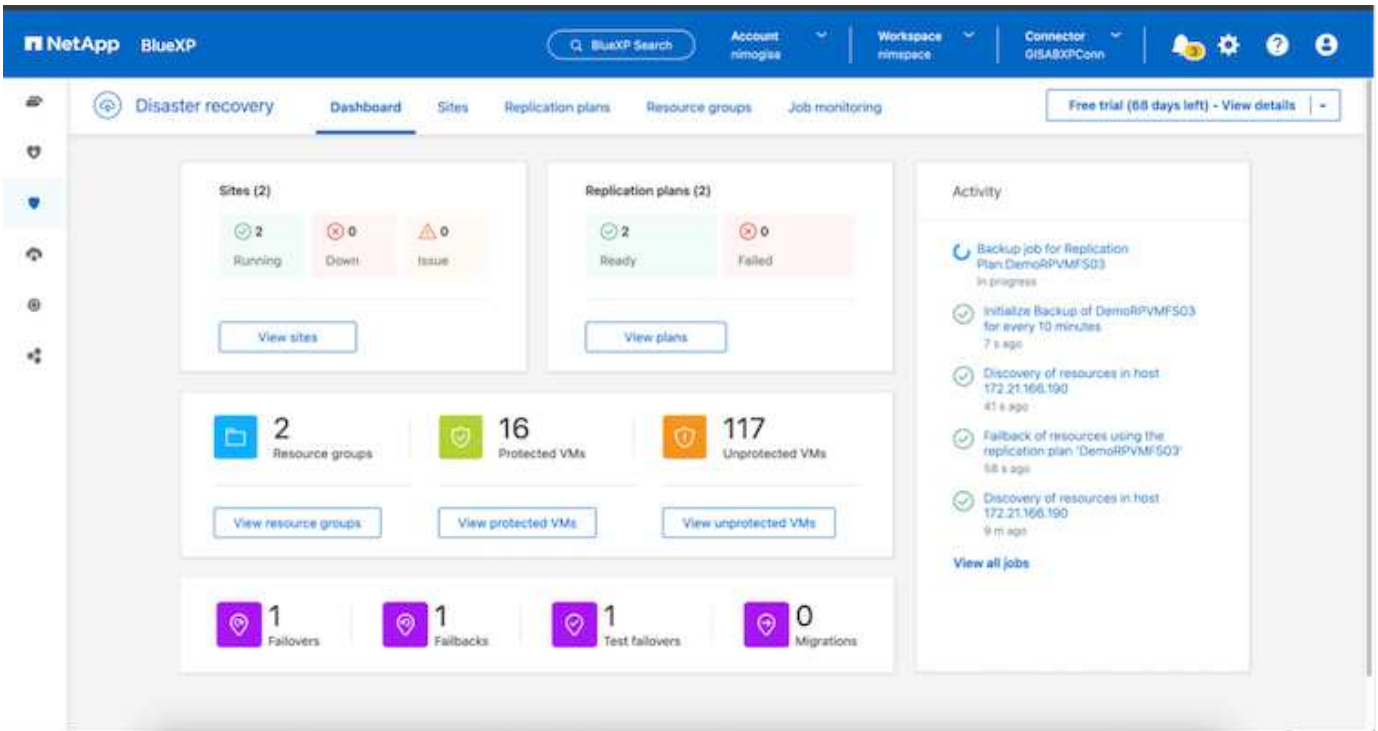 NetApp BlueXP
BlueXP Search
Account
nimogisa
Workspace
nimspace
Connector
GISABXPConn
3
Disaster recovery
Dashboard
Sites
Replication plans
Resource groups
Job monitoring
Free trial (68 days left) - View details
Sites (2)
2
Running
0
Down
0
Issue
View sites
Replication plans (2)
2
Ready
0
Failed
View plans
2
Resource groups
View resource groups
16
Protected VMs
View protected VMs
117
Unprotected VMs
View unprotected VMs
1
Failovers
1
Failbacks
1
Test failovers
0
Migrations
Activity
Backup job for Replication
Plan:DemoRPVMFS03
In progress
Initialize Backup of DemoRPVMFS03
for every 10 minutes
7 s ago
Discovery of resources in host
172.21.166.190
41 s ago
Failback of resources using the
replication plan 'DemoRPVMFS03'
58 s ago
Discovery of resources in host
172.21.166.190
9 m ago
View all jobs